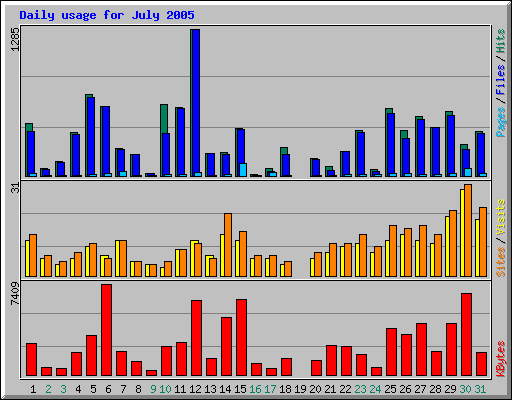 Daily usage for July 2005
1285
Pages / Files / Hits
31
Sites / Visits
7409
KBytes
1 2 3 4 5 6 7 8 9 10 11 12 13 14 15 16 17 18 19 20 21 22 23 24 25 26 27 28 29 30 31